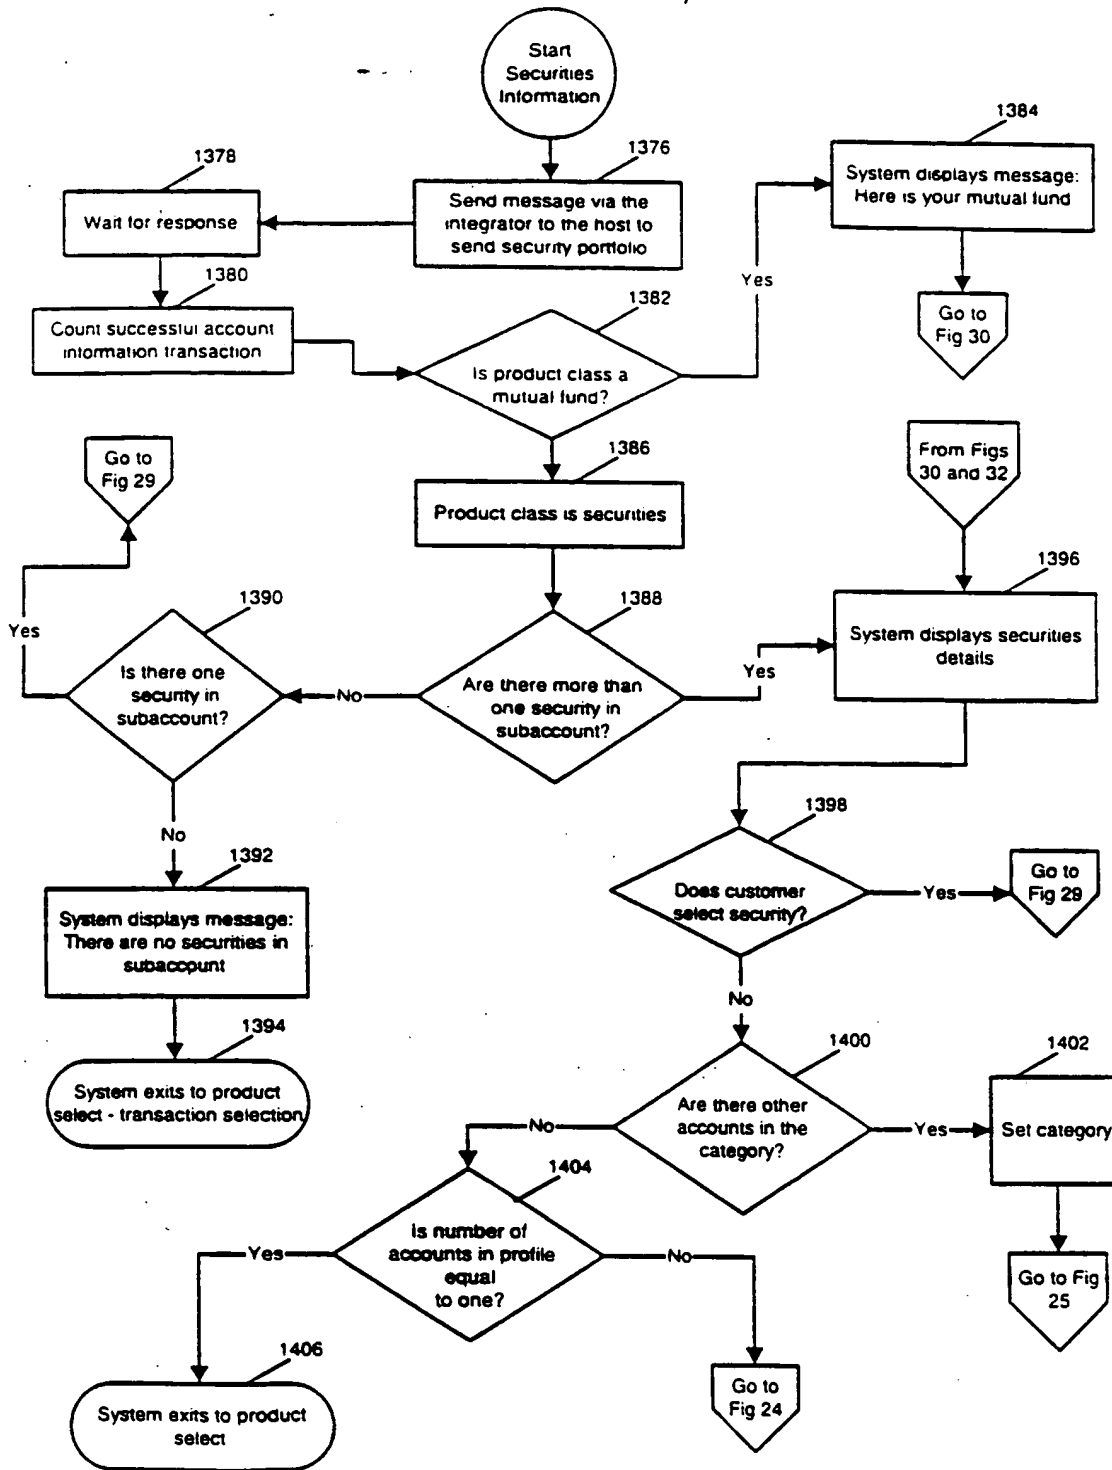 Start
Securities
Information
1384
1378
1376
System displays message:
Here is your mutual fund
Wait for response
Send message via the
integrator to the host to
send security portfolio
Yes
1380
1382
Count successful account
information transaction
Go to
Fig 30
Is product class a
mutual fund?
Go to
Fig 29
1386
From Figs
30 and 32
Product class is securities
1396
1390
1388
Yes
System displays securities
details
Is there one
security in
subaccount?
No
Are there more than
one security in
subaccount?
Yes
1398
No
1392
Go to
Fig 29
Does customer
select security?
Yes
System displays message:
There are no securities in
subaccount
No
1394
1400
1402
System exits to product
select - transaction selection
Are there other
accounts in the
category?
No
Yes
Set category
1404
Is number of
accounts in profile
equal
to one?
Yes
No
Go to Fig
25
1406
Go to
Fig 24
System exits to product
select